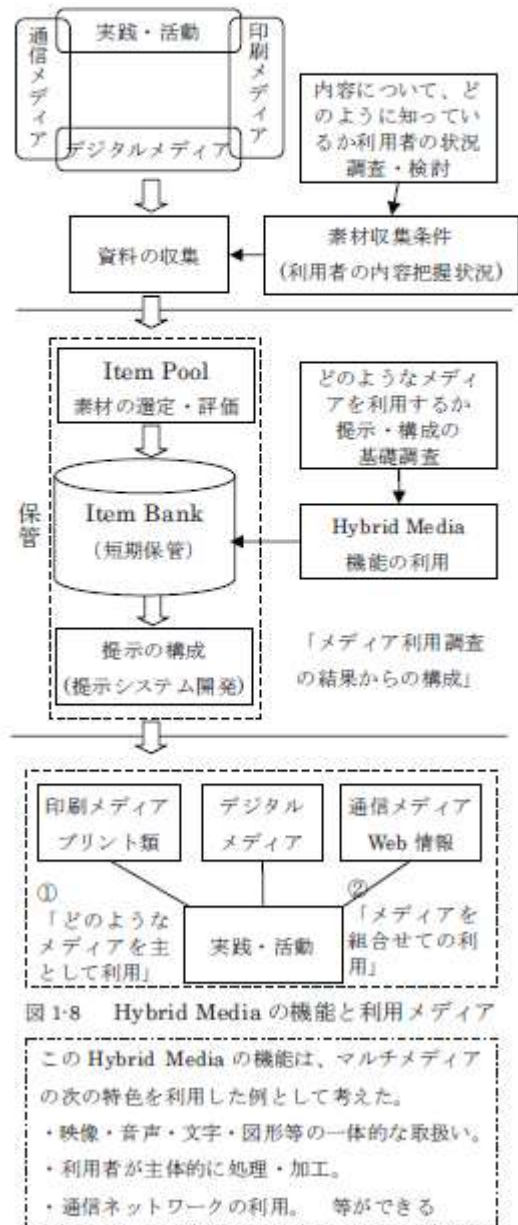 実践・活動
通信メディア
印刷メディア
デジタルメディア
内容について、ど
のように知ってい
るか利用者の状況
調査・検討
資料の収集
素材収集条件
(利用者の内容把握状況)
Item Pool
素材の選定・評価
どのようなメディ
アを利用するか
提示・構成の
基礎調査
保管
Item Bank
(短期保管)
Hybrid Media
機能の利用
提示の構成
(提示システム開発)
「メディア利用調査
の結果からの構成」
印刷メディア
プリント類
デジタル
メディア
通信メディア
Web 情報
①
「どのような
メディアを主
として利用」
実践・活動
②
「メディアを
組合せての利
用」
図 1-8 Hybrid Media の機能と利用メディア
この Hybrid Media の機能は、マルチメディア
の次の特色を利用した例として考えた。
・映像・音声・文字・図形等の一体的な取扱い。
・利用者が主体的に処理・加工。
・通信ネットワークの利用。 等ができる